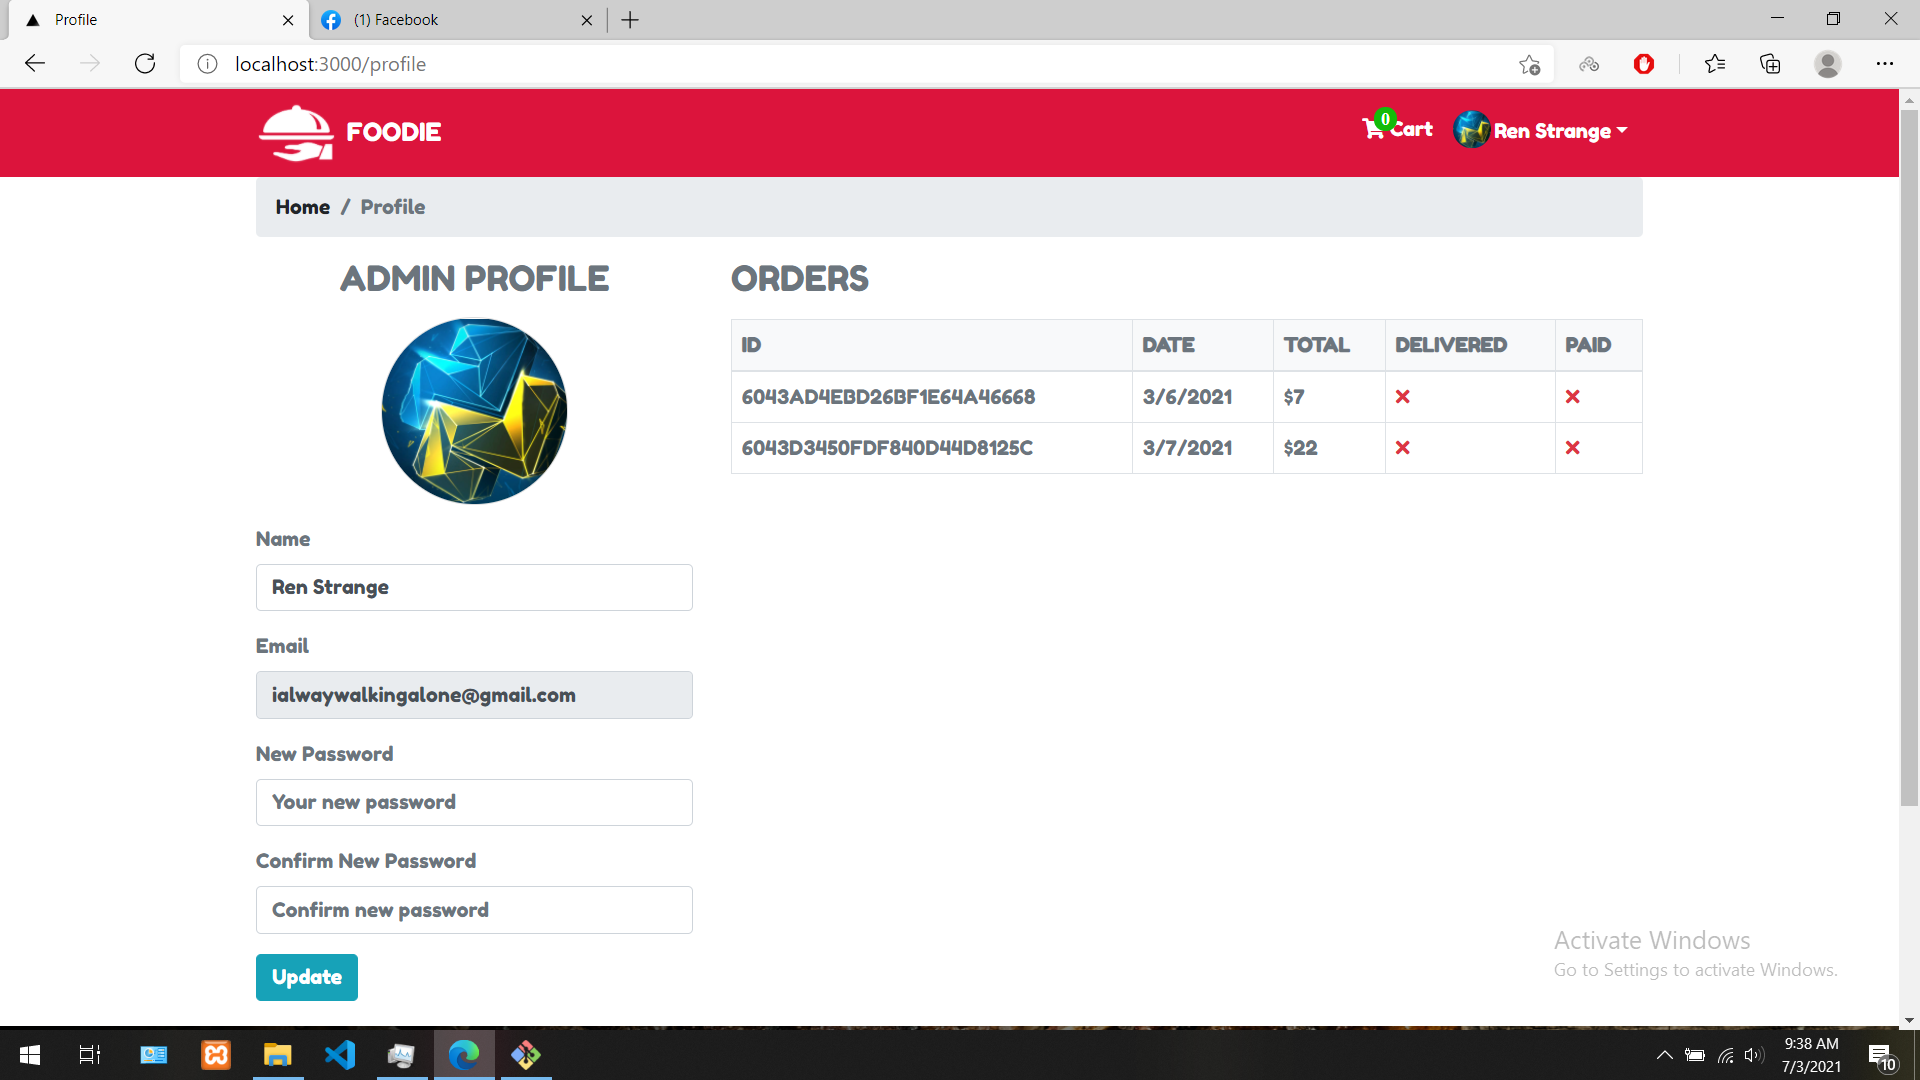 Profile
(1) Facebook
localhost:3000/profile
FOODIE
0
Cart
Ren Strange
Home / Profile
ADMIN PROFILE
ORDERS
ID DATE TOTAL DELIVERED PAID
6043AD4EBD26BF1E64A46668 3/6/2021 $7
6043D3450FDF840D44D8125C 3/7/2021 $22
Name
Ren Strange
Email
ialwaywalkingalone@gmail.com
New Password
Your new password
Confirm New Password
Confirm new password
Update
Activate Windows
Go to Settings to activate Windows.
9:38 AM
7/3/2021
10